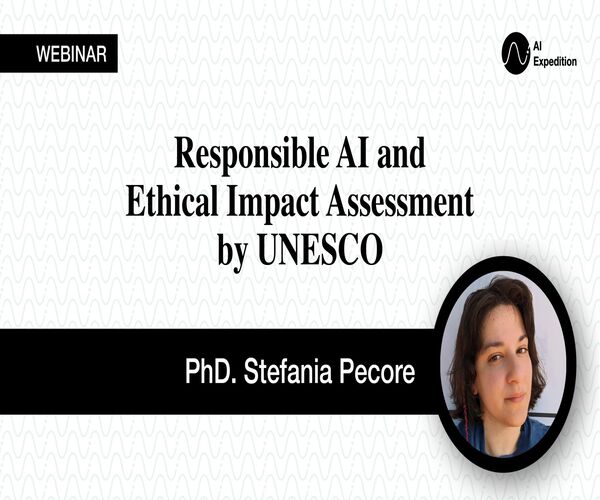 WEBINAR
AI
Expedition
Responsible AI and
Ethical Impact Assessment
by UNESCO
PhD. Stefania Pecore